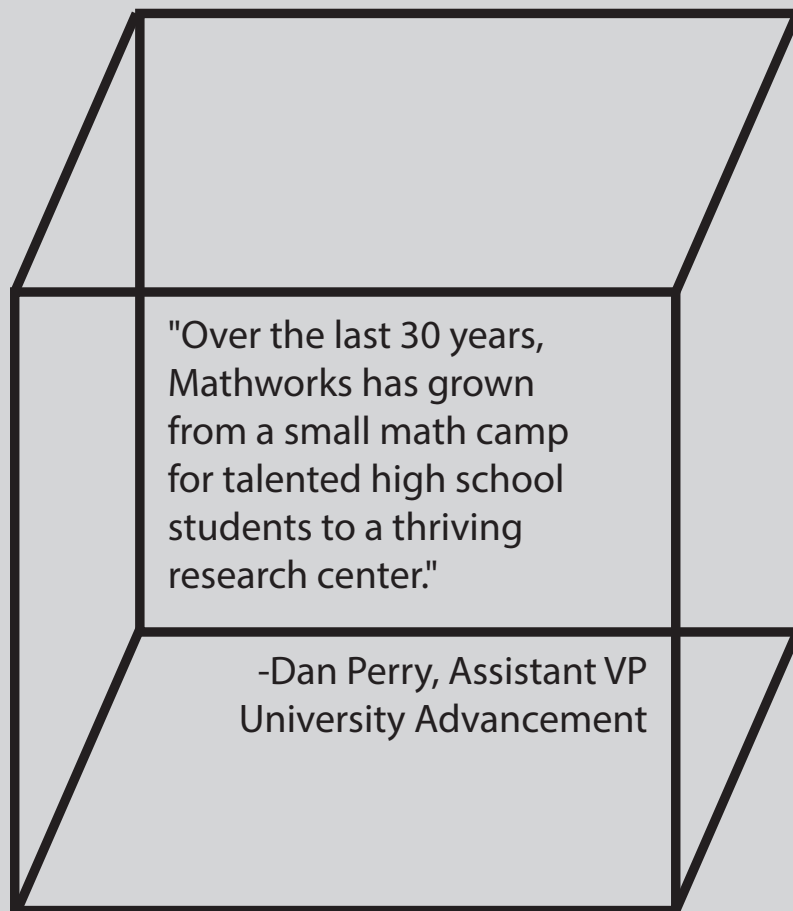 "Over the last 30 years,
Mathworks has grown
from a small math camp
for talented high school
students to a thriving
research center."
-Dan Perry, Assistant VP
University Advancement